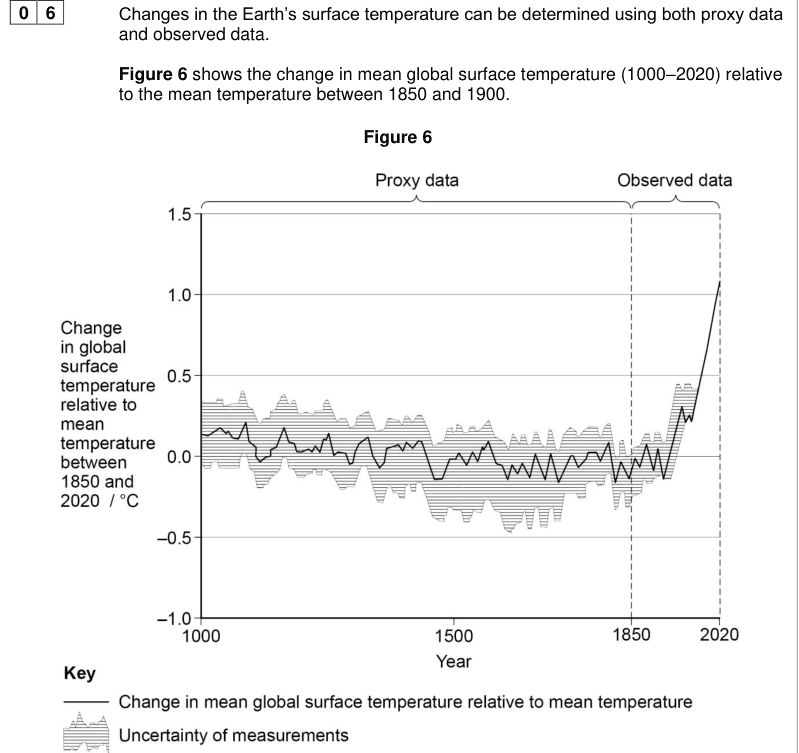 0 6
Changes in the Earth's surface temperature can be determined using both proxy data
and observed data.
Figure 6 shows the change in mean global surface temperature (1000–2020) relative
to the mean temperature between 1850 and 1900.
Figure 6
Proxy data
Observed data
1.5
1.0
0.5
0.0
–0.5
–1.0
Change
in global
surface
temperature
relative to
mean
temperature
between
1850 and
2020 / °C
1000
1500
1850
2020
Year
Key
Change in mean global surface temperature relative to mean temperature
Uncertainty of measurements